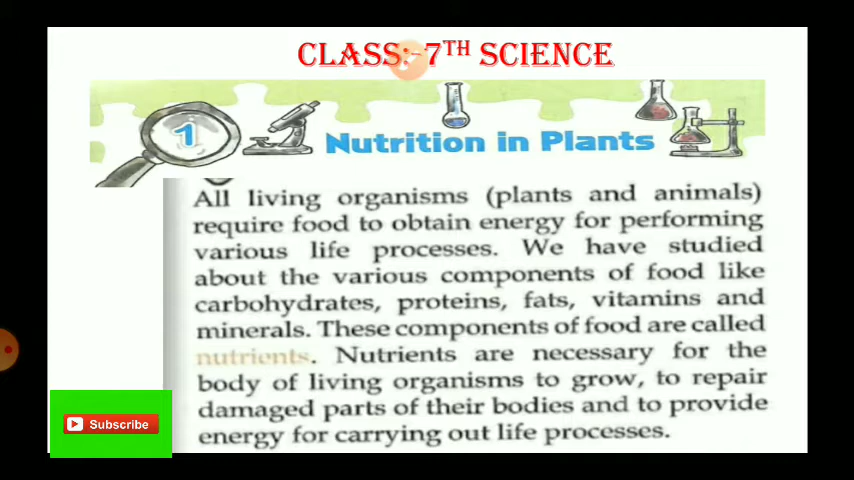 CLASS:-7TH SCIENCE
1
Nutrition in Plants
All living organisms (plants and animals)
require food to obtain energy for performing
various life processes. We have studied
about the various components of food like
carbohydrates, proteins, fats, vitamins and
minerals. These components of food are called
nutrients. Nutrients are necessary for the
body of living organisms to grow, to repair
damaged parts of their bodies and to provide
energy for carrying out life processes.
Subscribe